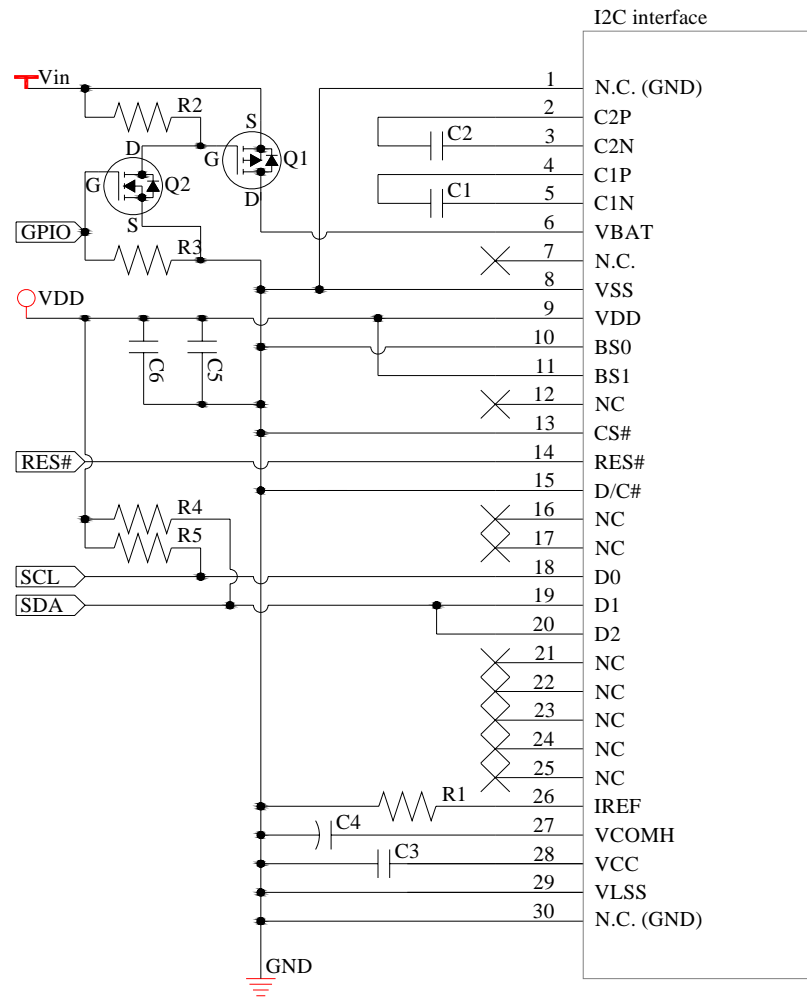 I2C interface
Vin
R2
S
D
G
Q1
G
Q2
D
S
GPIO
R3
VDD
C6
C5
C2
C1
RES#
R4
R5
SCL
SDA
R1
C4
C3
GND
1 N.C. (GND)
2 C2P
3 C2N
4 C1P
5 C1N
6 VBAT
7 N.C.
8 VSS
9 VDD
10 BS0
11 BS1
12 NC
13 CS#
14 RES#
15 D/C#
16 NC
17 NC
18 D0
19 D1
20 D2
21 NC
22 NC
23 NC
24 NC
25 NC
26 IREF
27 VCOMH
28 VCC
29 VLSS
30 N.C. (GND)